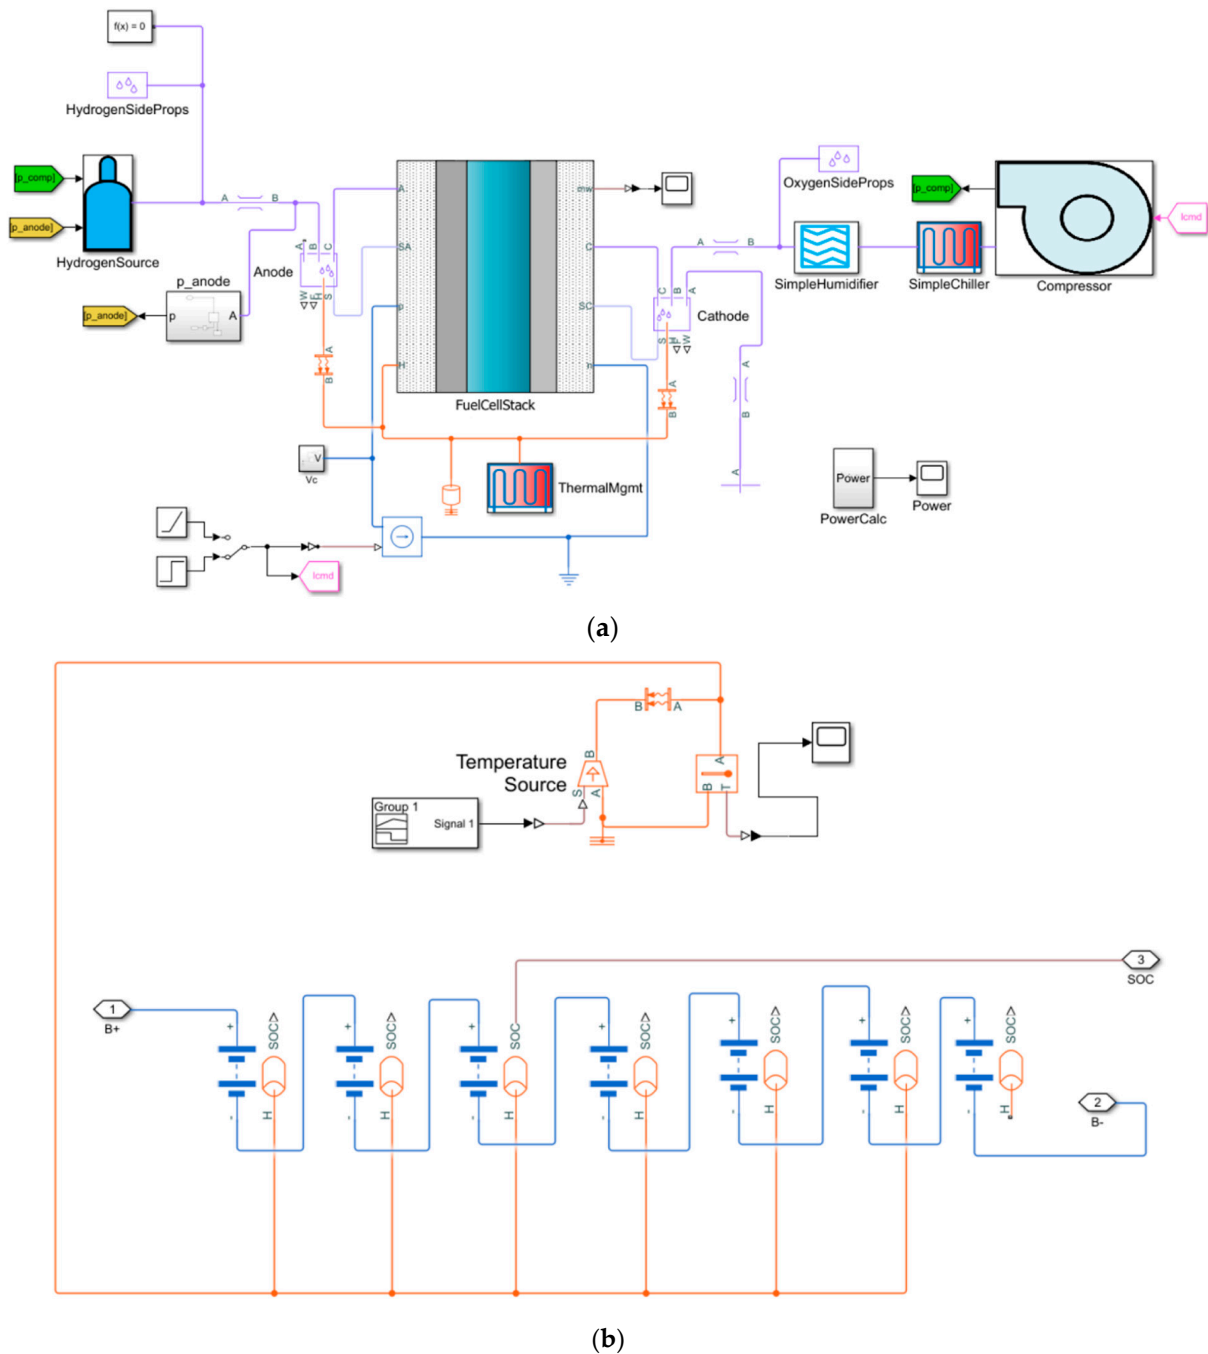 f(x) = 0
HydrogenSideProps
[p_comp]
[p_anode]
HydrogenSource
A
B
p_anode
[p_anode]
p
A
Anode
A
B
C
W
F
H
S
A
B
A
SA
p
H
mw
C
SC
n
FuelCellStack
OxygenSideProps
[p_comp]
Icmd
A
B
SimpleHumidifier
SimpleChiller
Compressor
C
B
A
Cathode
S
H
F
W
A
B
A
B
A
V
Vc
ThermalMgmt
Power
PowerCalc
Power
Icmd
(a)
B
A
Temperature
Source
B
S
A
A
B
T
Group 1
Signal 1
3
SOC
1
B+
+
SOC>
-
H
+
SOC>
-
H
+
SOC
-
H
+
SOC>
-
H
+
SOC>
-
H
+
SOC>
-
H
+
SOC>
-
H
2
B-
(b)